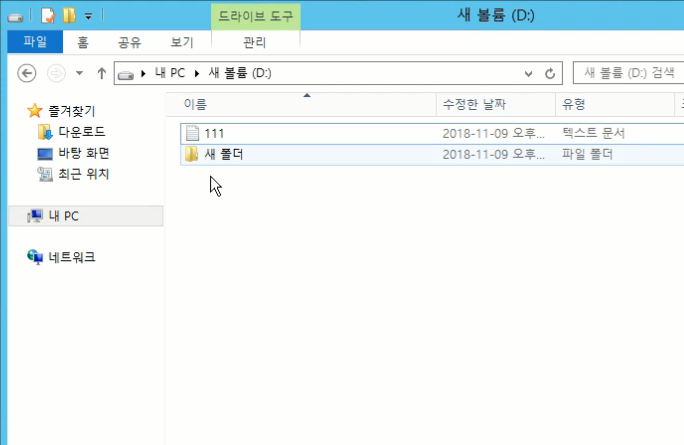 드라이브 도구 새 볼륨 (D:)
파일 홈 공유 보기 관리
내 PC 새 볼륨 (D:) 새 볼륨 (D:) 검색
이름 수정한 날짜 유형
즐겨찾기
다운로드
바탕 화면
최근 위치
내 PC
네트워크
111 2018-11-09 오후... 텍스트 문서
새 폴더 2018-11-09 오후... 파일 폴더